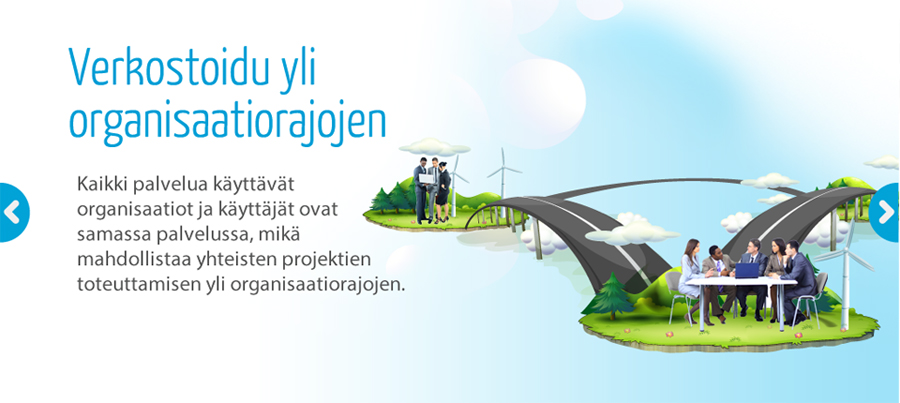 Verkostoidu yli
organisaatiorajojen
Kaikki palvelua käyttävät
organisaatiot ja käyttäjät ovat
samassa palvelussa, mikä
mahdollistaa yhteisten projektien
toteuttamisen yli organisaatiorajojen.